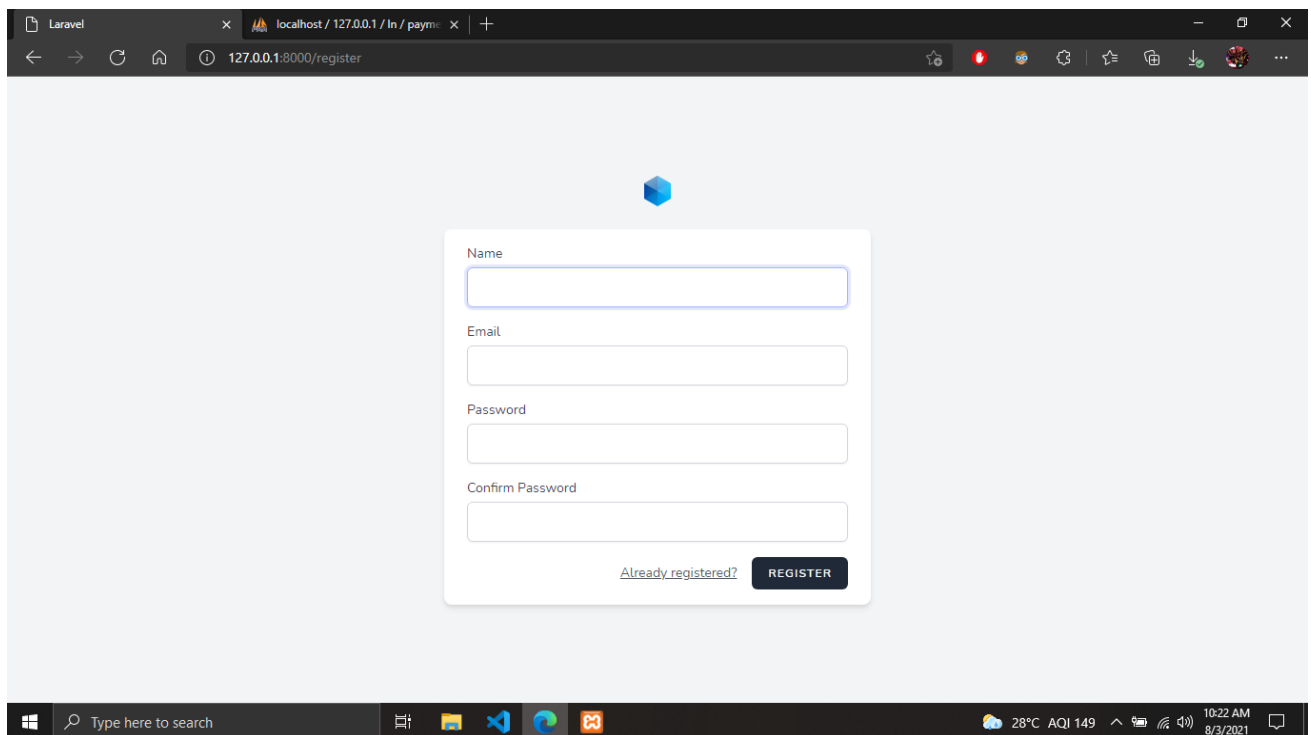 Laravel
localhost / 127.0.0.1 / ln / payme
127.0.0.1:8000/register
Name
Email
Password
Confirm Password
Already registered?
REGISTER
Type here to search
28°C AQI 149
10:22 AM
8/3/2021